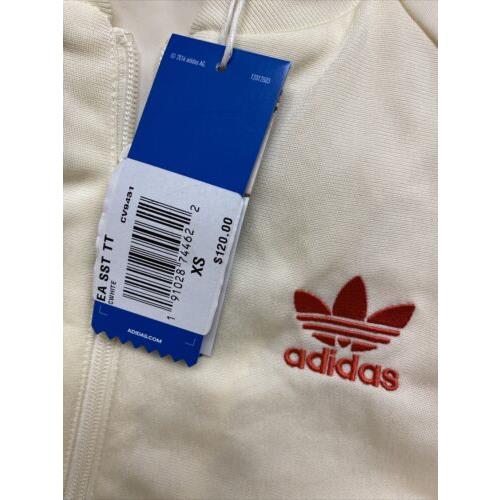 © 2016 adidas AG.
EA SST TT
CWHITE
CV9431
1 91028 74462 2
XS
$120.00
ADIDAS.COM
adidas